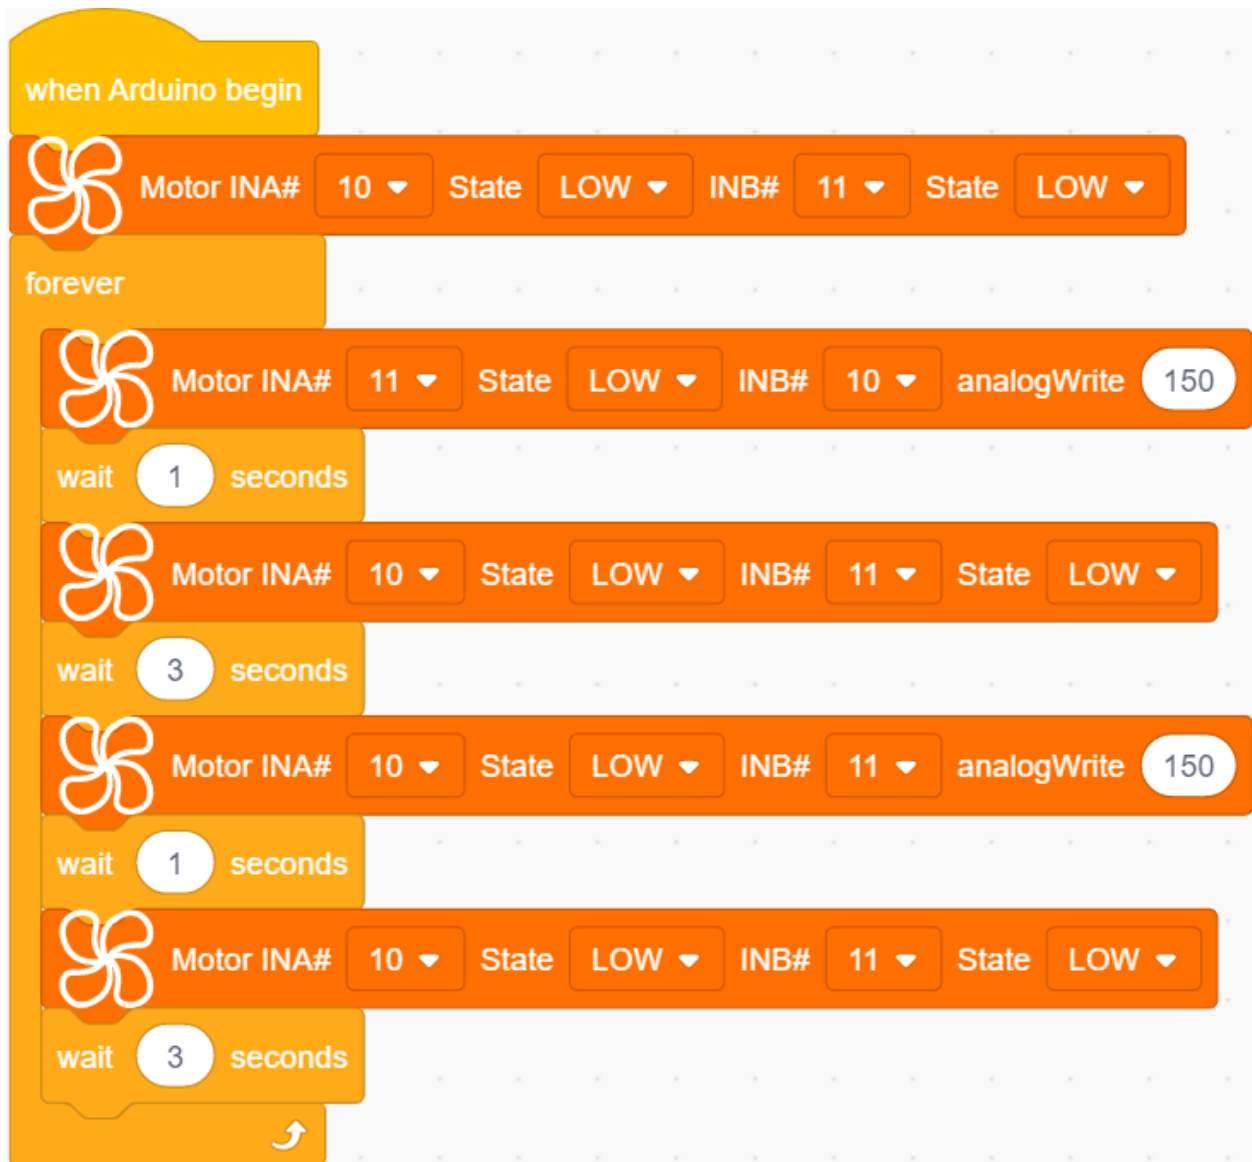 when Arduino begin
Motor INA# 10 State LOW INB# 11 State LOW
forever
Motor INA# 11 State LOW INB# 10 analogWrite 150
wait 1 seconds
Motor INA# 10 State LOW INB# 11 State LOW
wait 3 seconds
Motor INA# 10 State LOW INB# 11 analogWrite 150
wait 1 seconds
Motor INA# 10 State LOW INB# 11 State LOW
wait 3 seconds